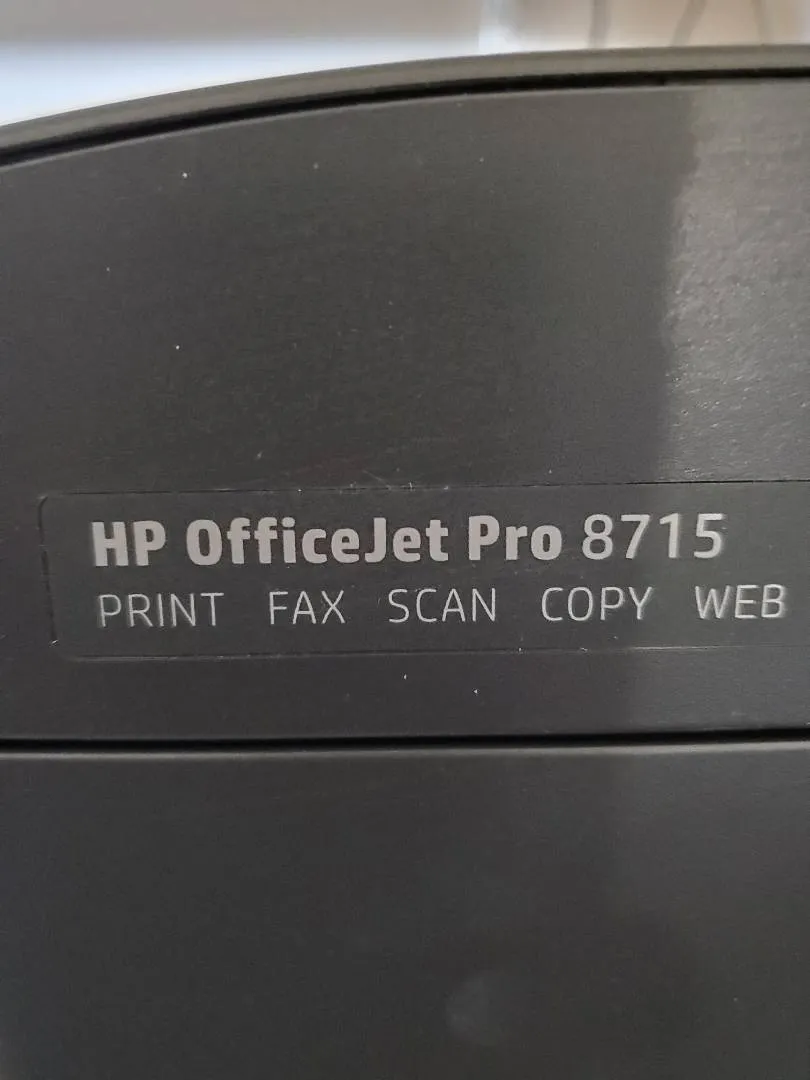 HP OfficeJet Pro 8715
PRINT FAX SCAN COPY WEB